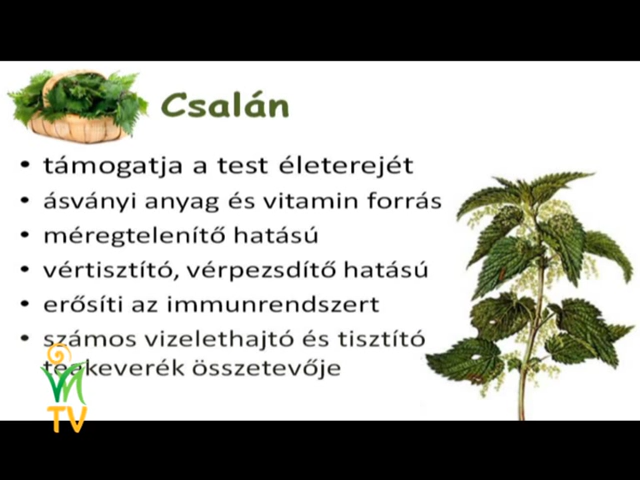 Csalán
• támogatja a test életerejét
• ásványi anyag és vitamin forrás
• méregtelenítő hatású
• vértisztító, vérpezsdítő hatású
• erősíti az immunrendszert
• számos vizelethajtó és tisztító
teakeverék összetevője
TV